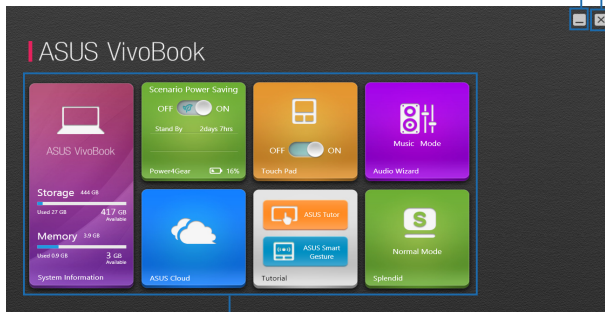 ASUS VivoBook
ASUS VivoBook
Storage 444 GB
Used 27 GB 417 GB
Available
Memory 3.9 GB
Used 0.9 GB 3 GB
Available
System Information
Scenario Power Saving
OFF ON
Stand By 2days 7hrs
Power4Gear 16%
OFF ON
Touch Pad
Music Mode
Audio Wizard
ASUS Cloud
ASUS Tutor
ASUS Smart
Gesture
Tutorial
S
Normal Mode
Splendid